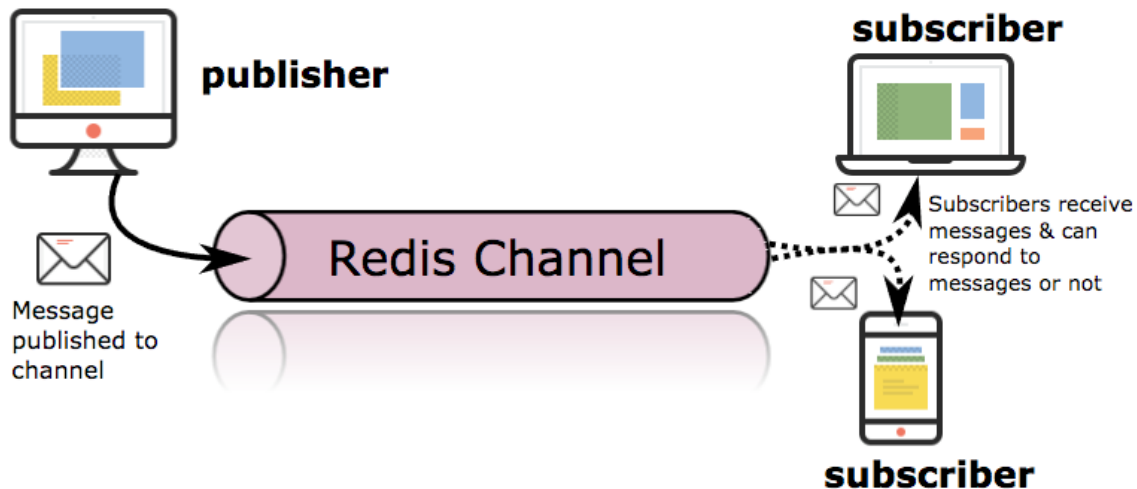 publisher
Message
published to
channel
Redis Channel
subscriber
Subscribers receive
messages & can
respond to
messages or not
subscriber